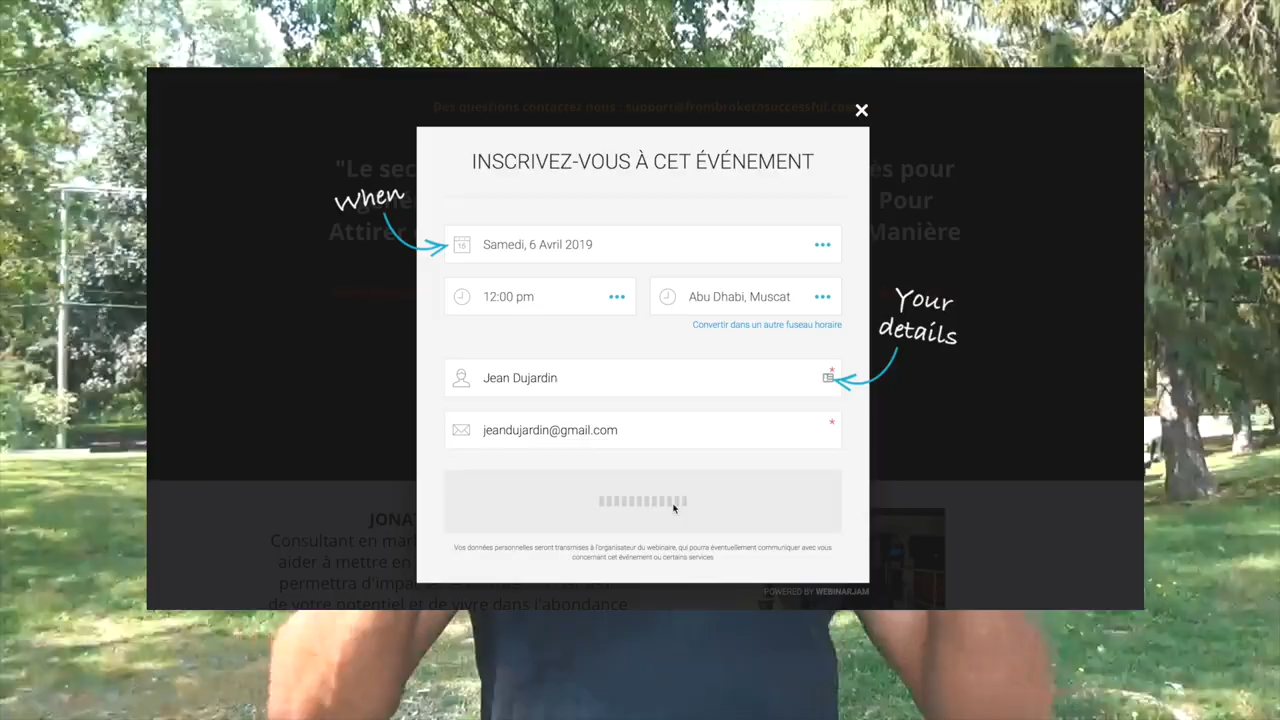 Des questions contactez nous : support@frombroketosuccessful.com
INSCRIVEZ-VOUS À CET ÉVÉNEMENT
"Le sec
ès pour
When
géné
Pour
Attire
Manière
16
Samedi, 6 Avril 2019
12:00 pm
Abu Dhabi, Muscat
Your
details
Convertir dans un autre fuseau horaire
Jean Dujardin
*
jeandujardin@gmail.com
*
JONA
Consultant en mark
aider à mettre en
permettra d'impa
de votre potentiel et de vivre dans l'abondance
Vos données personnelles seront transmises à l'organisateur du webinaire, qui pourra éventuellement communiquer avec vous
concernant cet événement ou certains services
POWERED BY WEBINARJAM